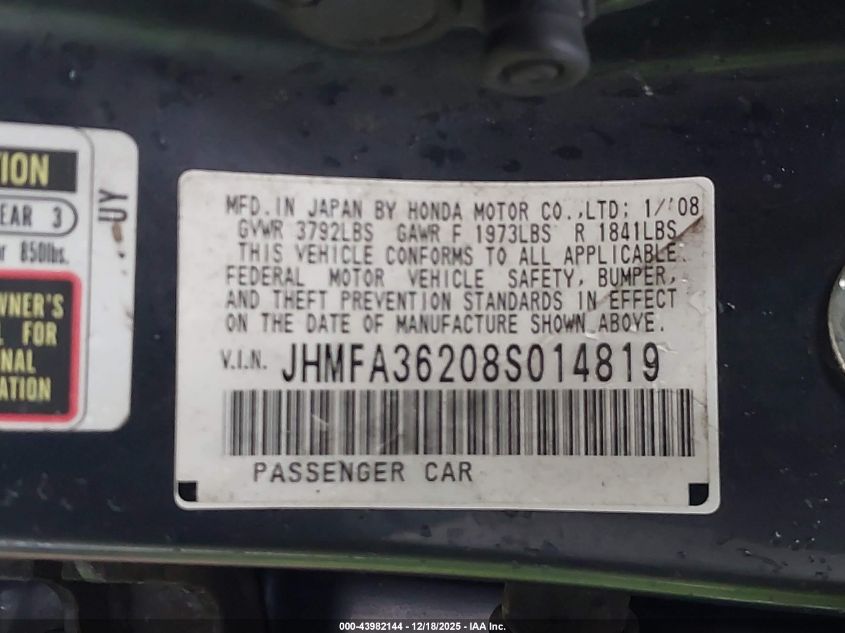 TION
EAR 3
r 850lbs.
WNER'S
L FOR
NAL
ATION
UY
MFD. IN JAPAN BY HONDA MOTOR CO.,LTD; 1/'08
GVWR 3792LBS GAWR F 1973LBS R 1841LBS
THIS VEHICLE CONFORMS TO ALL APPLICABLE
FEDERAL MOTOR VEHICLE SAFETY, BUMPER,
AND THEFT PREVENTION STANDARDS IN EFFECT
ON THE DATE OF MANUFACTURE SHOWN ABOVE.
V.I.N. JHMFA36208S014819
PASSENGER CAR
000-43982144 - 12/18/2025 - IAA Inc.